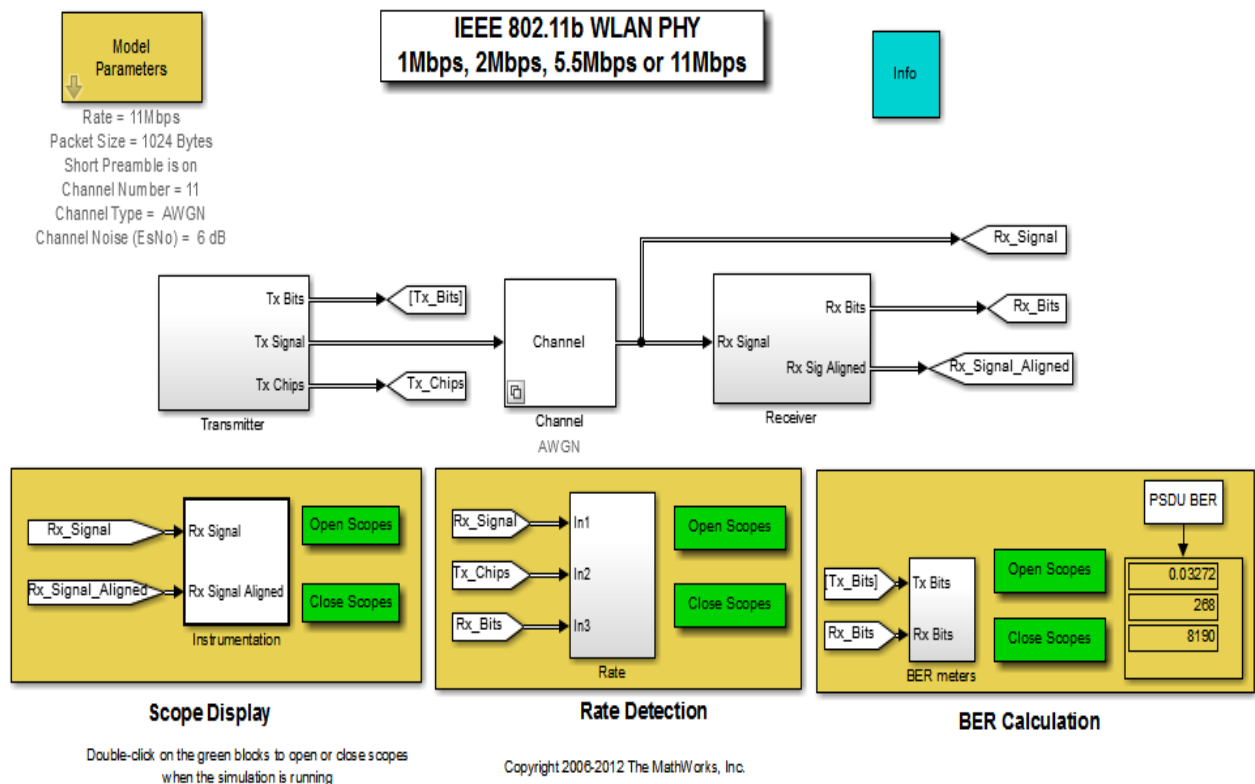 Model
Parameters
IEEE 802.11b WLAN PHY
1Mbps, 2Mbps, 5.5Mbps or 11Mbps
Info
Rate = 11Mbps
Packet Size = 1024 Bytes
Short Preamble is on
Channel Number = 11
Channel Type = AWGN
Channel Noise (EsNo) = 6 dB
Rx_Signal
Tx Bits
[Tx_Bits]
Tx Signal
Tx Chips
Tx_Chips
Transmitter
Channel
Channel
AWGN
Rx Signal
Rx Bits
Rx Sig Aligned
Receiver
Rx_Bits
Rx_Signal_Aligned
Rx_Signal
Rx_Signal_Aligned
Rx Signal
Rx Signal Aligned
Instrumentation
Open Scopes
Close Scopes
Rx_Signal
Tx_Chips
Rx_Bits
In1
In2
In3
Rate
Open Scopes
Close Scopes
[Tx_Bits]
Rx_Bits
Tx Bits
Rx Bits
BER meters
Open Scopes
Close Scopes
PSDU BER
0.03272
268
8190
Scope Display
Rate Detection
BER Calculation
Double-click on the green blocks to open or close scopes
when the simulation is running
Copyright 2006-2012 The MathWorks, Inc.